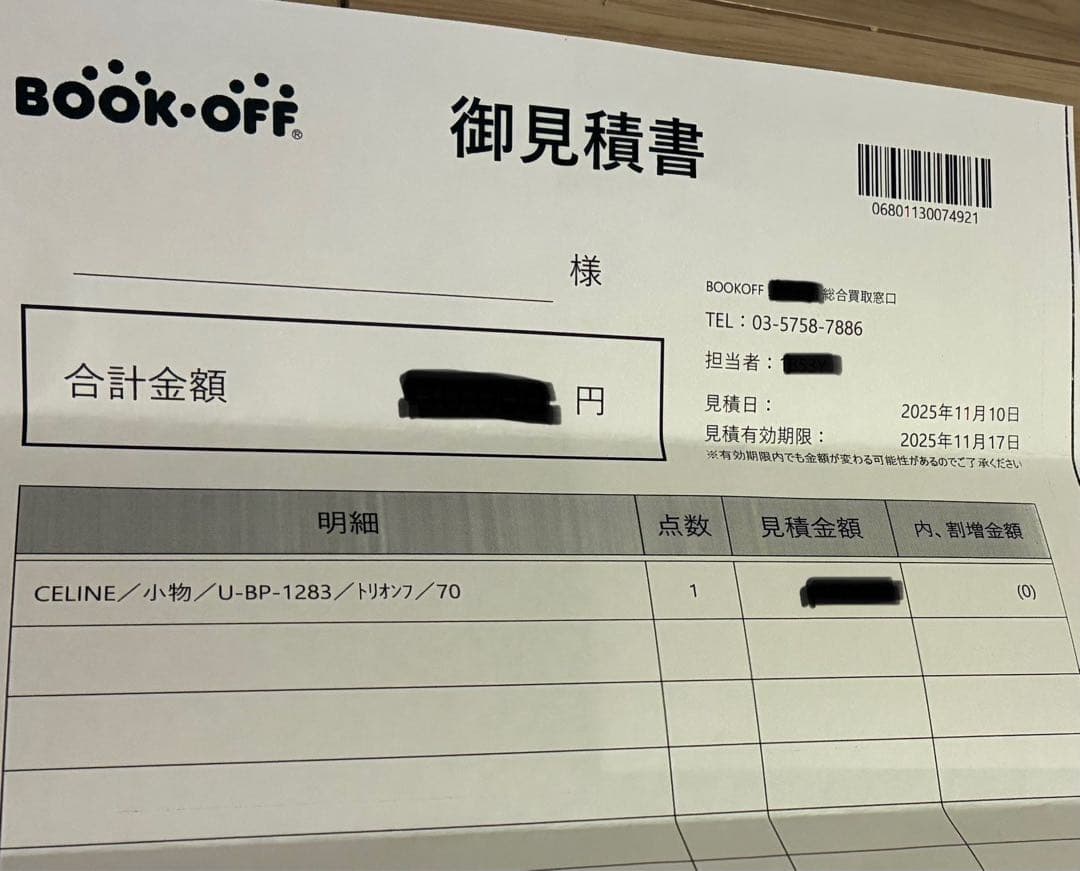 BOOK・OFF®
御見積書
06801130074921
様
BOOKOFF 総合買取窓口
TEL：03-5758-7886
担当者：
見積日： 2025年11月10日
見積有効期限： 2025年11月17日
※有効期限内でも金額が変わる可能性があるのでご了承ください
合計金額 円
明細 点数 見積金額 内、割増金額
CELINE／小物／U-BP-1283／ﾄﾘｵﾝﾌ／70 1 (0)